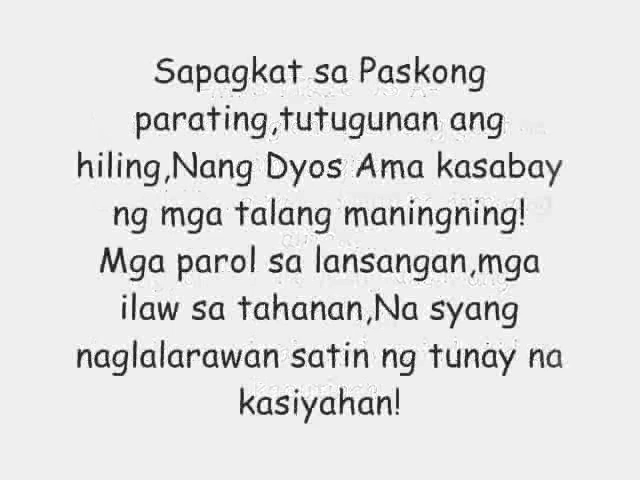 Sapagkat sa Paskong
parating,tutugunan ang
hiling,Nang Dyos Ama kasabay
ng mga talang maningning!
Mga parol sa lansangan,mga
ilaw sa tahanan,Na syang
naglalarawan satin ng tunay na
kasiyahan!